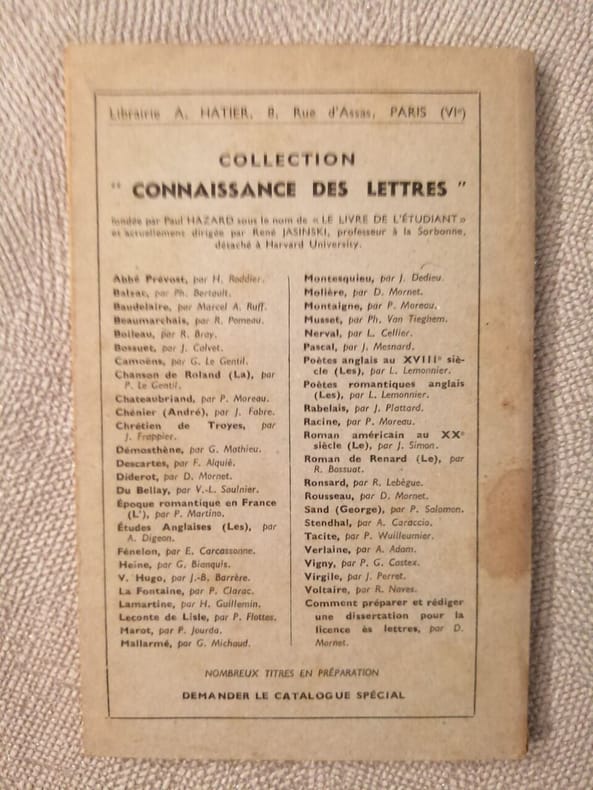 Librairie A. HATIER, 8, Rue d'Assas, PARIS (VIe)
COLLECTION
" CONNAISSANCE DES LETTRES "
fondée par Paul HAZARD sous le nom de « LE LIVRE DE L'ÉTUDIANT »
et actuellement dirigée par René JASINSKI, professeur à la Sorbonne,
détaché à Harvard University.
Abbé Prévost, par H. Roddier.
Balzac, par Ph. Bertault.
Baudelaire, par Marcel A. Ruff.
Beaumarchais, par R. Pomeau.
Boileau, par R. Bray.
Bossuet, par J. Calvet.
Camoëns, par G. Le Gentil.
Chanson de Roland (La), par
P. Le Gentil.
Chateaubriand, par P. Moreau.
Chénier (André), par J. Fabre.
Chrétien de Troyes, par
J. Frappier.
Démosthène, par G. Mathieu.
Descartes, par F. Alquié.
Diderot, par D. Mornet.
Du Bellay, par V.-L. Saulnier.
Époque romantique en France
(L'), par P. Martino.
Études Anglaises (Les), par
A. Digeon.
Fénelon, par E. Carcassonne.
Heine, par G. Bianquis.
V. Hugo, par J.-B. Barrère.
La Fontaine, par P. Clarac.
Lamartine, par H. Guillemin.
Leconte de Lisle, par P. Flottes.
Marot, par P. Jourda.
Mallarmé, par G. Michaud.
Montesquieu, par J. Dedieu.
Molière, par D. Mornet.
Montaigne, par P. Moreau.
Musset, par Ph. Van Tieghem.
Nerval, par L. Cellier.
Pascal, par J. Mesnard.
Poètes anglais au XVIIIe siè-
cle (Les), par L. Lemonnier.
Poètes romantiques anglais
(Les), par L. Lemonnier.
Rabelais, par J. Plattard.
Racine, par P. Moreau.
Roman américain au XXe
siècle (Le), par J. Simon.
Roman de Renard (Le), par
R. Bossuat.
Ronsard, par R. Lebègue.
Rousseau, par D. Mornet.
Sand (George), par P. Salomon.
Stendhal, par A. Caraccio.
Tacite, par P. Wuilleumier.
Verlaine, par A. Adam.
Vigny, par P. G. Castex.
Virgile, par J. Perret.
Voltaire, par R. Naves.
Comment préparer et rédiger
une dissertation pour la
licence ès lettres, par D.
Mornet.
NOMBREUX TITRES EN PRÉPARATION
DEMANDER LE CATALOGUE SPÉCIAL